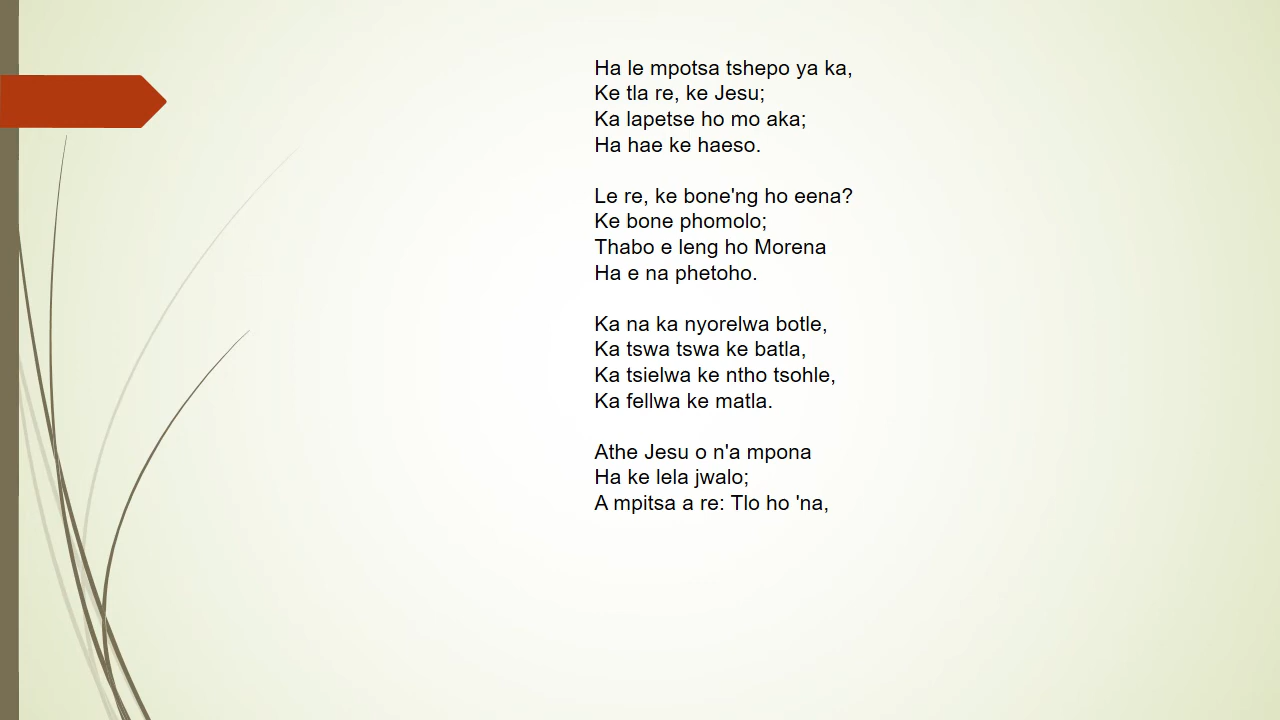 Ha le mpotsa tshepo ya ka,
Ke tla re, ke Jesu;
Ka lapetse ho mo aka;
Ha hae ke haeso.
Le re, ke bone'ng ho eena?
Ke bone phomolo;
Thabo e leng ho Morena
Ha e na phetoho.
Ka na ka nyorelwa botle,
Ka tswa tswa ke batla,
Ka tsielwa ke ntho tsohle,
Ka fellwa ke matla.
Athe Jesu o n'a mpona
Ha ke lela jwalo;
A mpitsa a re: Tlo ho 'na,